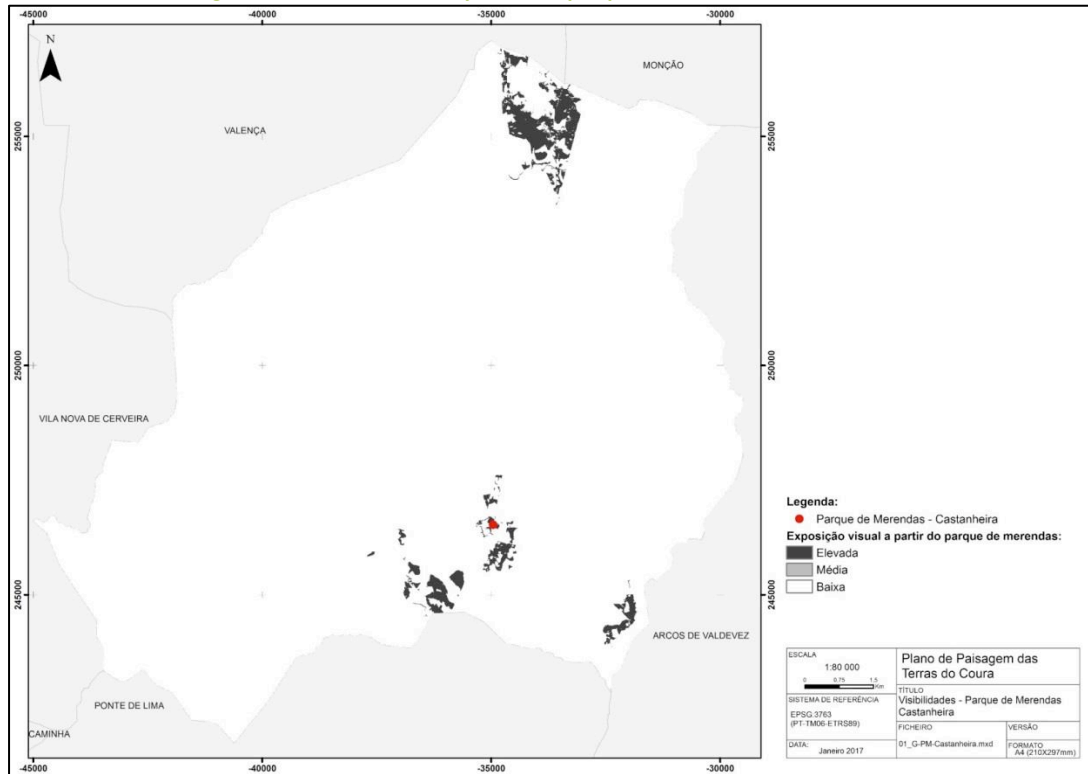 -45000
-40000
-35000
-30000
N
MONÇÃO
VALENÇA
255000
255000
250000
250000
VILA NOVA DE CERVEIRA
245000
245000
ARCOS DE VALDEVEZ
PONTE DE LIMA
CAMINHA
-45000
-40000
-35000
-30000
Legenda:
Parque de Merendas - Castanheira
Exposição visual a partir do parque de merendas:
Elevada
Média
Baixa
ESCALA
1:80 000
0 0.75 1.5
Km
SISTEMA DE REFERÊNCIA
EPSG:3763
(PT-TM06-ETRS89)
DATA:
Janeiro 2017
Plano de Paisagem das
Terras do Coura
TÍTULO
Visibilidades - Parque de Merendas
Castanheira
FICHEIRO
01_G-PM-Castanheira.mxd
VERSÃO
FORMATO
A4 (210X297mm)